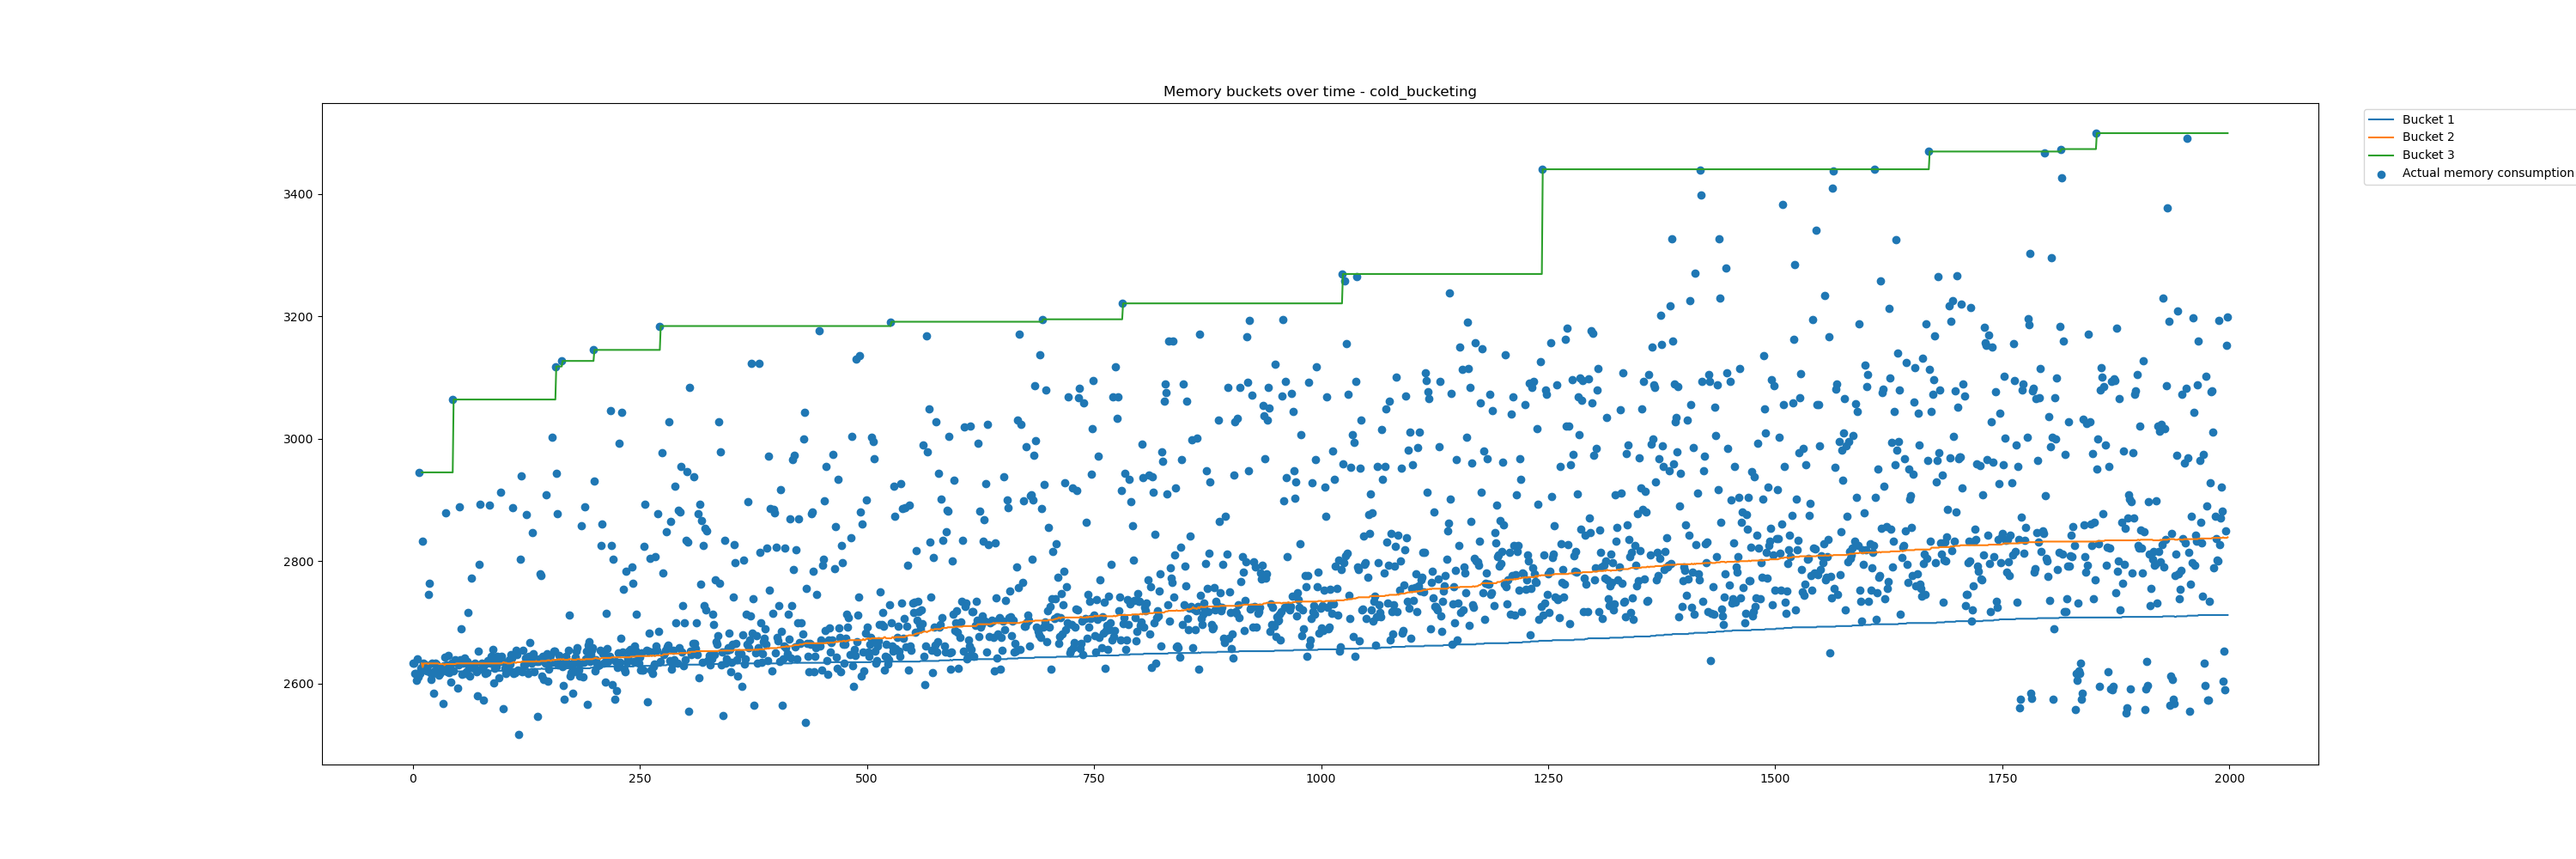 Memory buckets over time - cold_bucketing
Bucket 1
Bucket 2
Bucket 3
Actual memory consumption
3400
3200
3000
2800
2600
0 250 500 750 1000 1250 1500 1750 2000